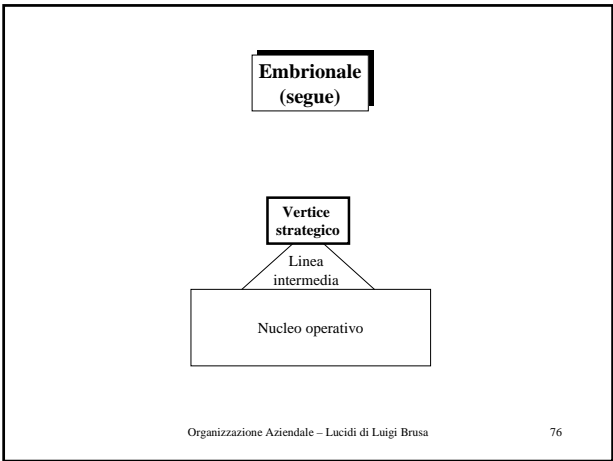 Embrionale
(segue)
Vertice
strategico
Linea
intermedia
Nucleo operativo
Organizzazione Aziendale – Lucidi di Luigi Brusa 76